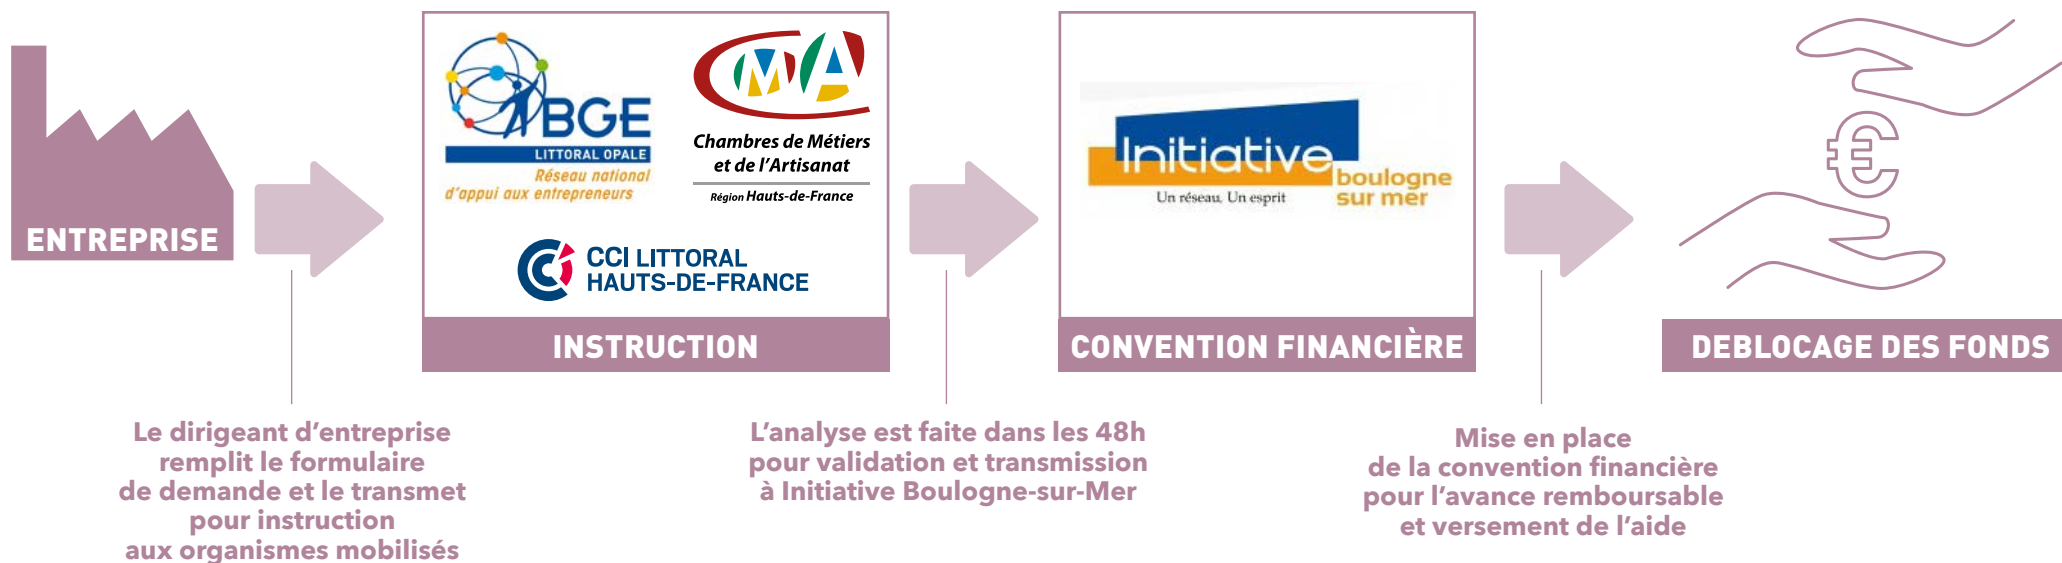 ENTREPRISE
BGE
LITTORAL OPALE
Réseau national
d'appui aux entrepreneurs
CMA
Chambres de Métiers
et de l'Artisanat
Région Hauts-de-France
CCI LITTORAL
HAUTS-DE-FRANCE
INSTRUCTION
Initiative
boulogne
sur mer
Un réseau, Un esprit
CONVENTION FINANCIÈRE
€
DEBLOCAGE DES FONDS
Le dirigeant d'entreprise
remplit le formulaire
de demande et le transmet
pour instruction
aux organismes mobilisés
L'analyse est faite dans les 48h
pour validation et transmission
à Initiative Boulogne-sur-Mer
Mise en place
de la convention financière
pour l'avance remboursable
et versement de l'aide